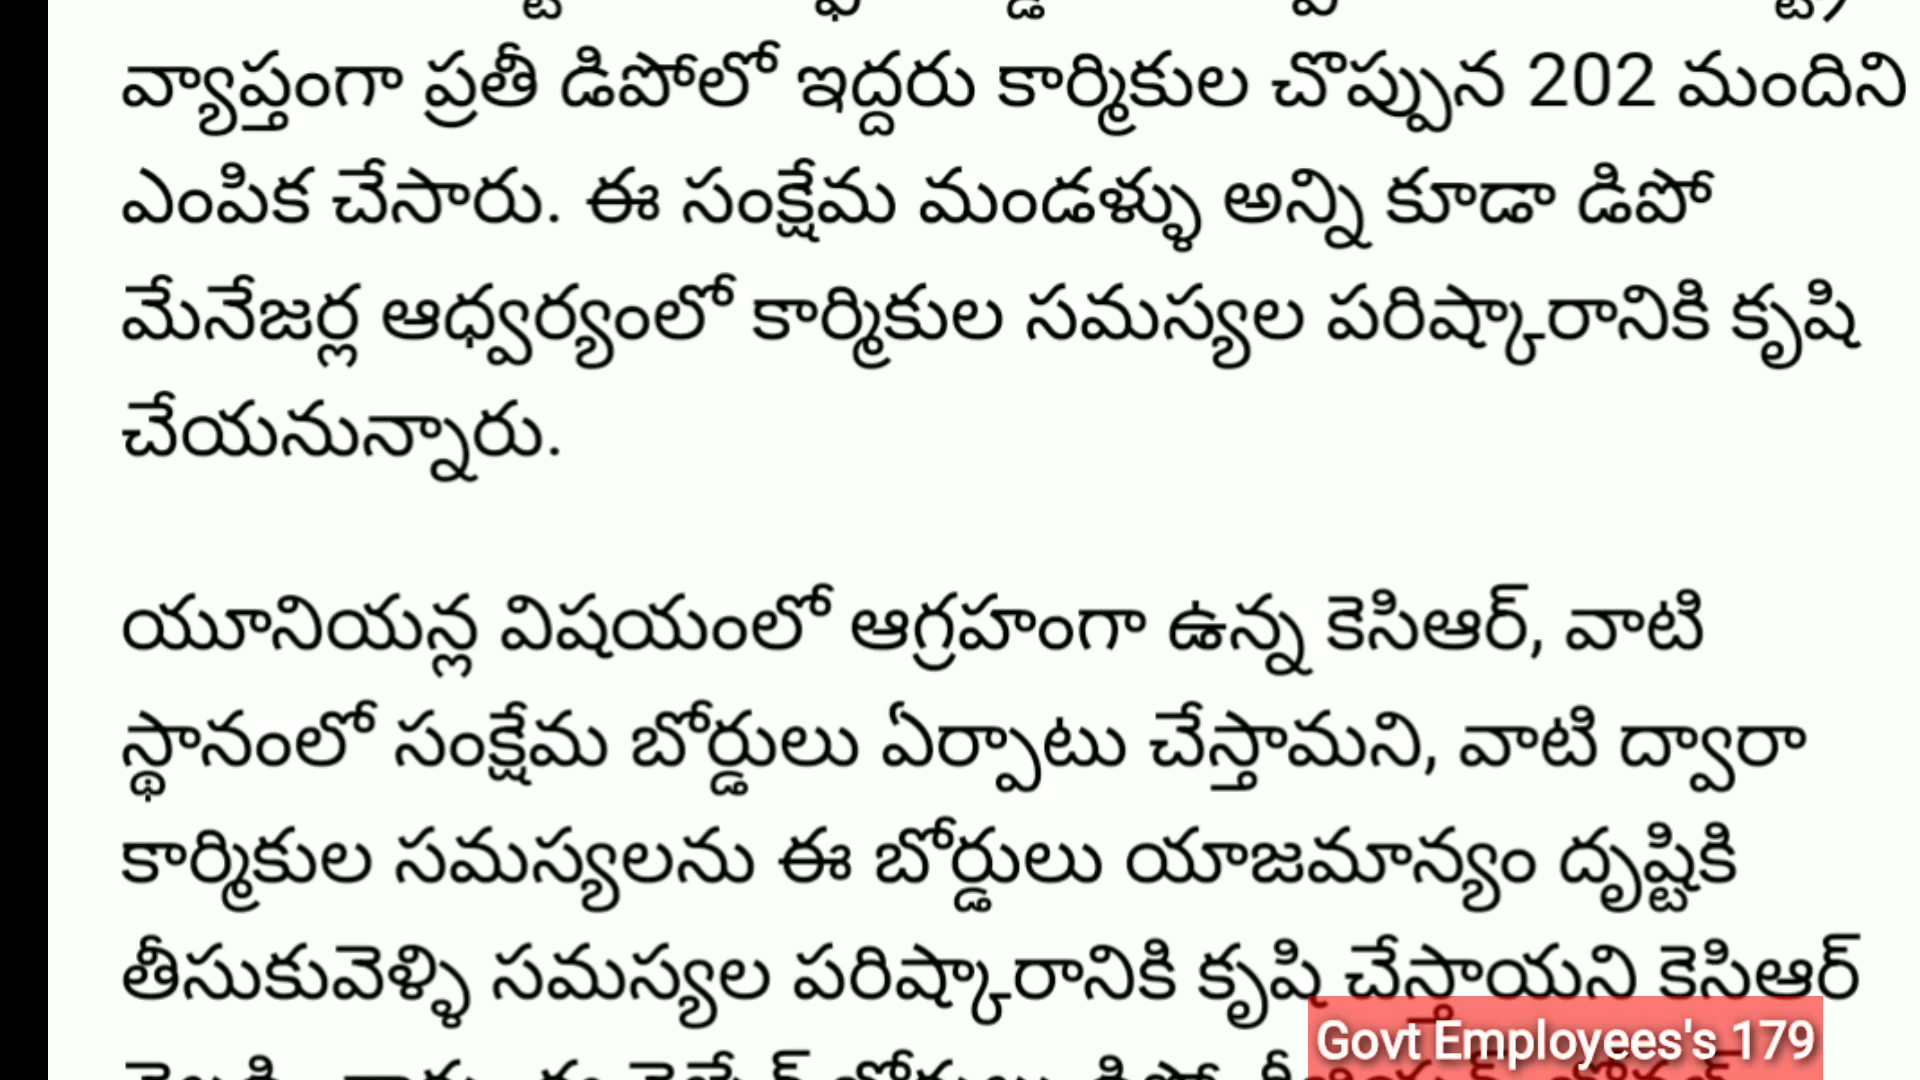 వ్యాప్తంగా ప్రతీ డిపోలో ఇద్దరు కార్మికుల చొప్పున 202 మందిని
ఎంపిక చేసారు. ఈ సంక్షేమ మండళ్ళు అన్ని కూడా డిపో
మేనేజర్ల ఆధ్వర్యంలో కార్మికుల సమస్యల పరిష్కారానికి కృషి
చేయనున్నారు.
యూనియన్ల విషయంలో ఆగ్రహంగా ఉన్న కెసిఆర్, వాటి
స్థానంలో సంక్షేమ బోర్డులు ఏర్పాటు చేస్తామని, వాటి ద్వారా
కార్మికుల సమస్యలను ఈ బోర్డులు యాజమాన్యం దృష్టికి
తీసుకువెళ్ళి సమస్యల పరిష్కారానికి కృషి చేస్తాయని కెసిఆర్
Govt Employees's 179